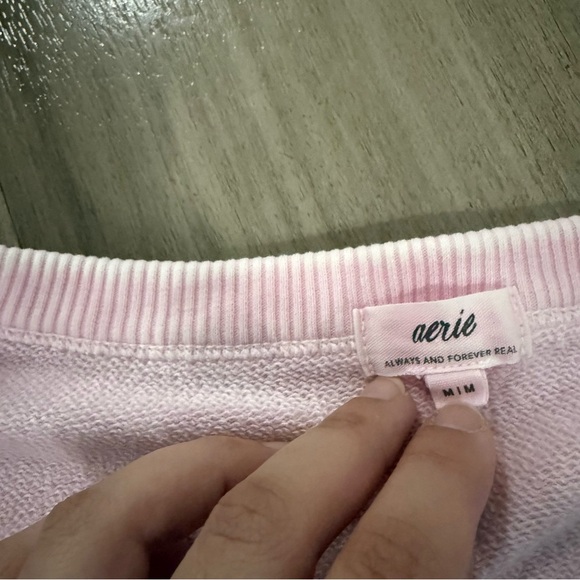 aerie
ALWAYS AND FOREVER REAL
M | M